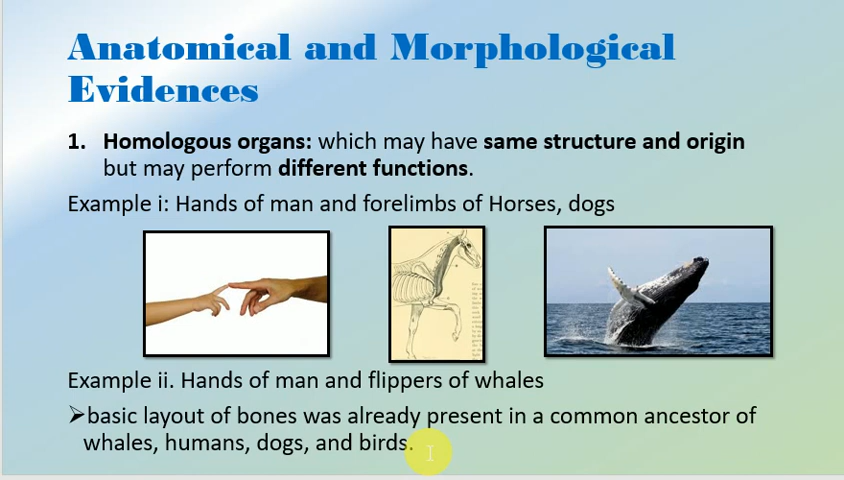 Anatomical and Morphological
Evidences
1. Homologous organs: which may have same structure and origin
but may perform different functions.
Example i: Hands of man and forelimbs of Horses, dogs
Example ii. Hands of man and flippers of whales
➢basic layout of bones was already present in a common ancestor of
whales, humans, dogs, and birds.